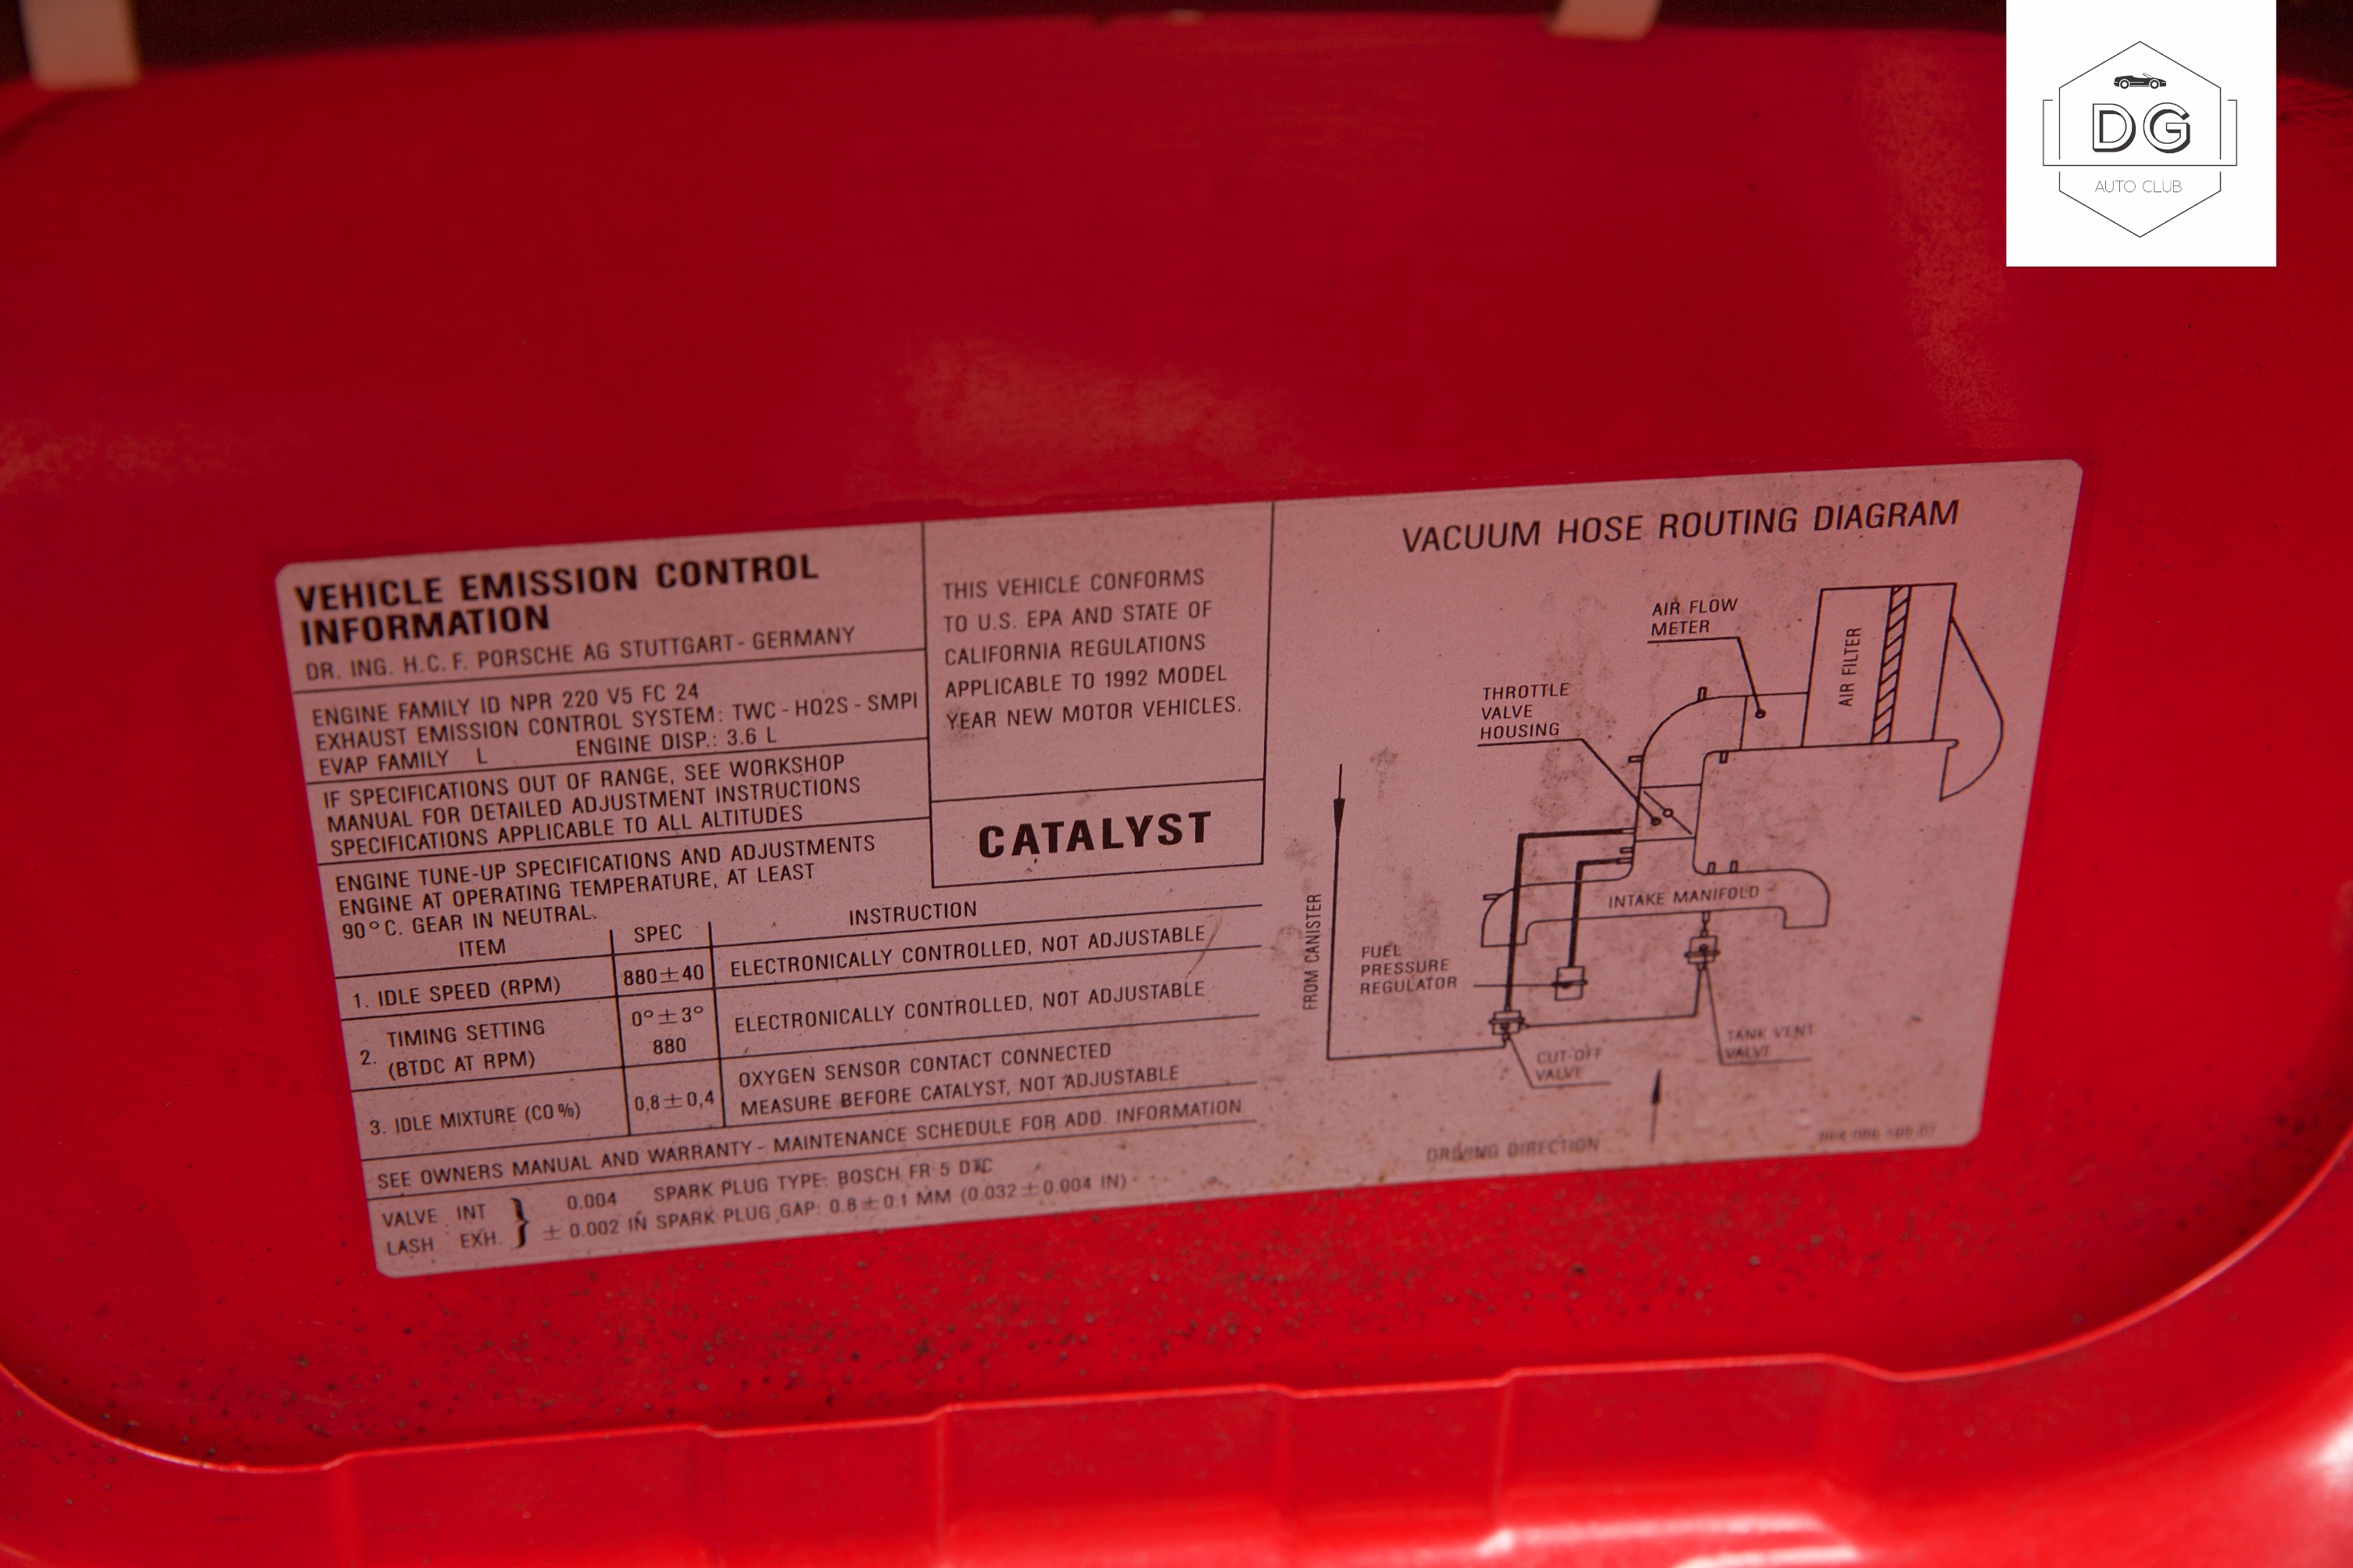 DG
AUTO CLUB
VEHICLE EMISSION CONTROL
INFORMATION
DR. ING. H.C. F. PORSCHE AG STUTTGART - GERMANY
ENGINE FAMILY ID NPR 220 V5 FC 24
EXHAUST EMISSION CONTROL SYSTEM: TWC - HO2S - SMPI
EVAP FAMILY L ENGINE DISP.: 3.6 L
IF SPECIFICATIONS OUT OF RANGE, SEE WORKSHOP
MANUAL FOR DETAILED ADJUSTMENT INSTRUCTIONS
SPECIFICATIONS APPLICABLE TO ALL ALTITUDES
ENGINE TUNE-UP SPECIFICATIONS AND ADJUSTMENTS
ENGINE AT OPERATING TEMPERATURE, AT LEAST
90°C. GEAR IN NEUTRAL.
THIS VEHICLE CONFORMS
TO U.S. EPA AND STATE OF
CALIFORNIA REGULATIONS
APPLICABLE TO 1992 MODEL
YEAR NEW MOTOR VEHICLES.
CATALYST
ITEM SPEC INSTRUCTION
1. IDLE SPEED (RPM) 880±40 ELECTRONICALLY CONTROLLED, NOT ADJUSTABLE
2. TIMING SETTING 0°±3° ELECTRONICALLY CONTROLLED, NOT ADJUSTABLE
(BTDC AT RPM) 880
3. IDLE MIXTURE (CO%) 0,8±0,4 OXYGEN SENSOR CONTACT CONNECTED
MEASURE BEFORE CATALYST, NOT ADJUSTABLE
SEE OWNERS MANUAL AND WARRANTY - MAINTENANCE SCHEDULE FOR ADD. INFORMATION
VALVE INT } 0.004 SPARK PLUG TYPE: BOSCH FR 5 DTC
LASH EXH. ± 0.002 IN SPARK PLUG GAP: 0.8±0.1 MM (0.032±0.004 IN)
VACUUM HOSE ROUTING DIAGRAM
AIR FLOW
METER
AIR FILTER
THROTTLE
VALVE
HOUSING
INTAKE MANIFOLD
FROM CANISTER
FUEL
PRESSURE
REGULATOR
CUT-OFF
VALVE
TANK VENT
VALVE
DRIVING DIRECTION